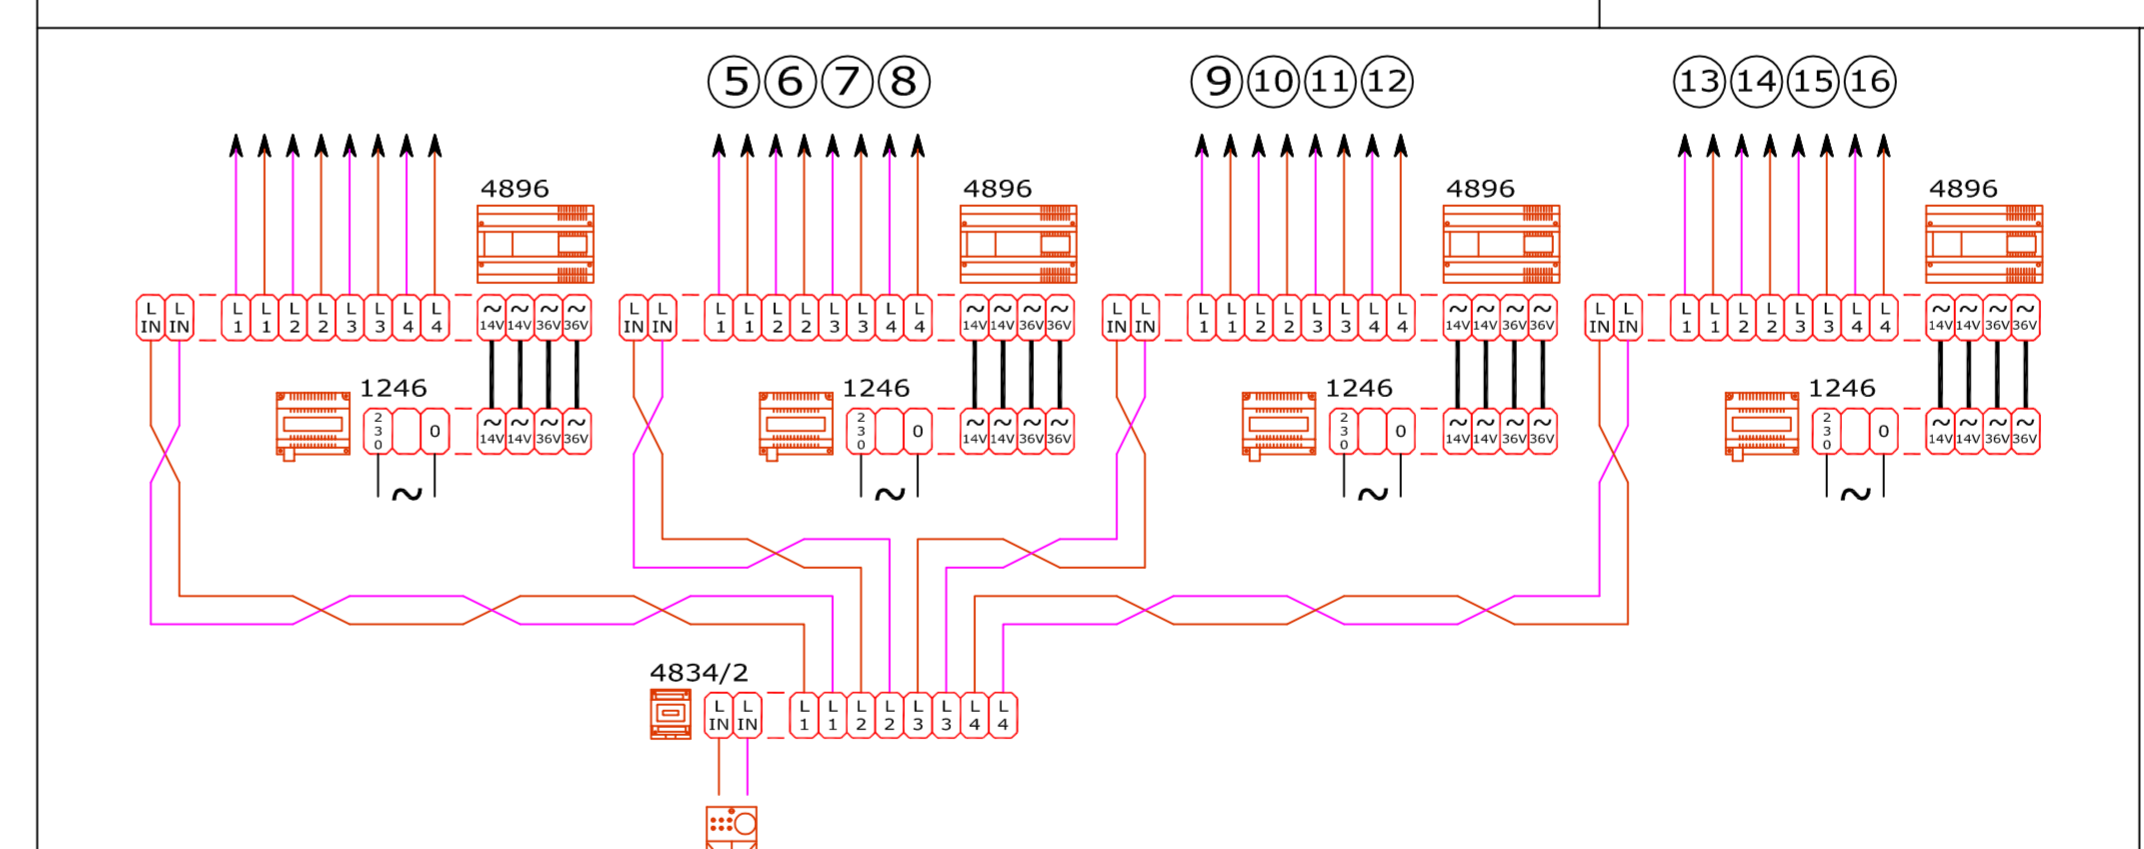 5 6 7 8 9 10 11 12 13 14 15 16
4896 4896 4896 4896
L IN L IN L 1 L 1 L 2 L 2 L 3 L 3 L 4 L 4 ~ 14V ~ 14V ~ 36V ~ 36V
L IN L IN L 1 L 1 L 2 L 2 L 3 L 3 L 4 L 4 ~ 14V ~ 14V ~ 36V ~ 36V
L IN L IN L 1 L 1 L 2 L 2 L 3 L 3 L 4 L 4 ~ 14V ~ 14V ~ 36V ~ 36V
L IN L IN L 1 L 1 L 2 L 2 L 3 L 3 L 4 L 4 ~ 14V ~ 14V ~ 36V ~ 36V
1246 1246 1246 1246
230 0 ~ 14V ~ 14V ~ 36V ~ 36V
230 0 ~ 14V ~ 14V ~ 36V ~ 36V
230 0 ~ 14V ~ 14V ~ 36V ~ 36V
230 0 ~ 14V ~ 14V ~ 36V ~ 36V
~ ~ ~ ~
4834/2
L IN L IN L 1 L 1 L 2 L 2 L 3 L 3 L 4 L 4